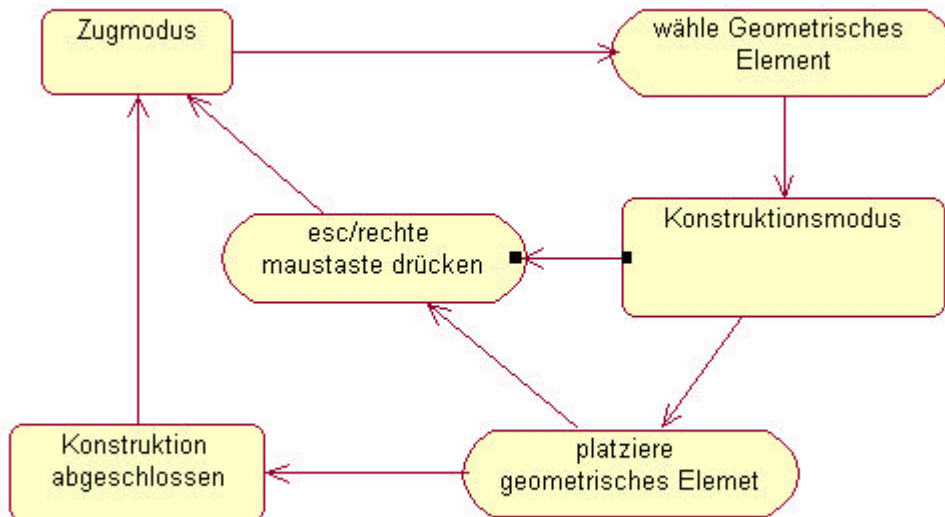 Zugmodus
wähle Geometrisches
Element
esc/rechte
maustaste drücken
Konstruktionsmodus
Konstruktion
abgeschlossen
platziere
geometrisches Elemet